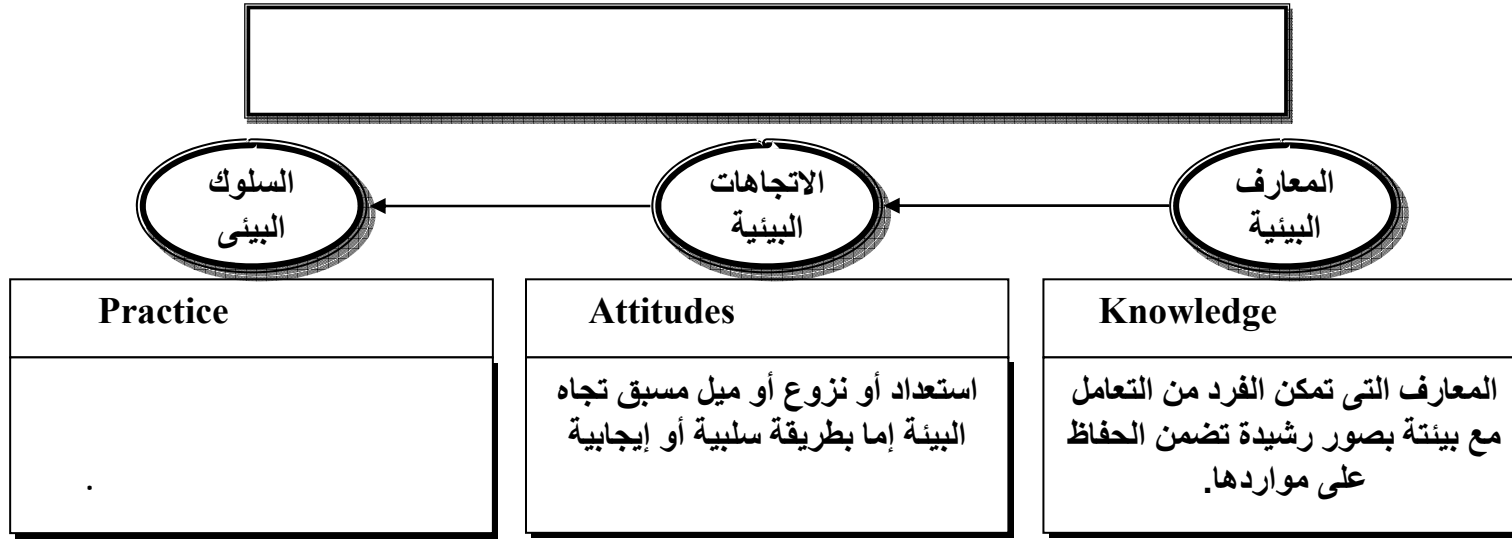 المعارف
البيئية
الاتجاهات
البيئية
السلوك
البيئى
Knowledge
المعارف التى تمكن الفرد من التعامل
مع بيئتة بصور رشيدة تضمن الحفاظ
على مواردها.
Attitudes
استعداد أو نزوع أو ميل مسبق تجاه
البيئة إما بطريقة سلبية أو إيجابية
Practice
.